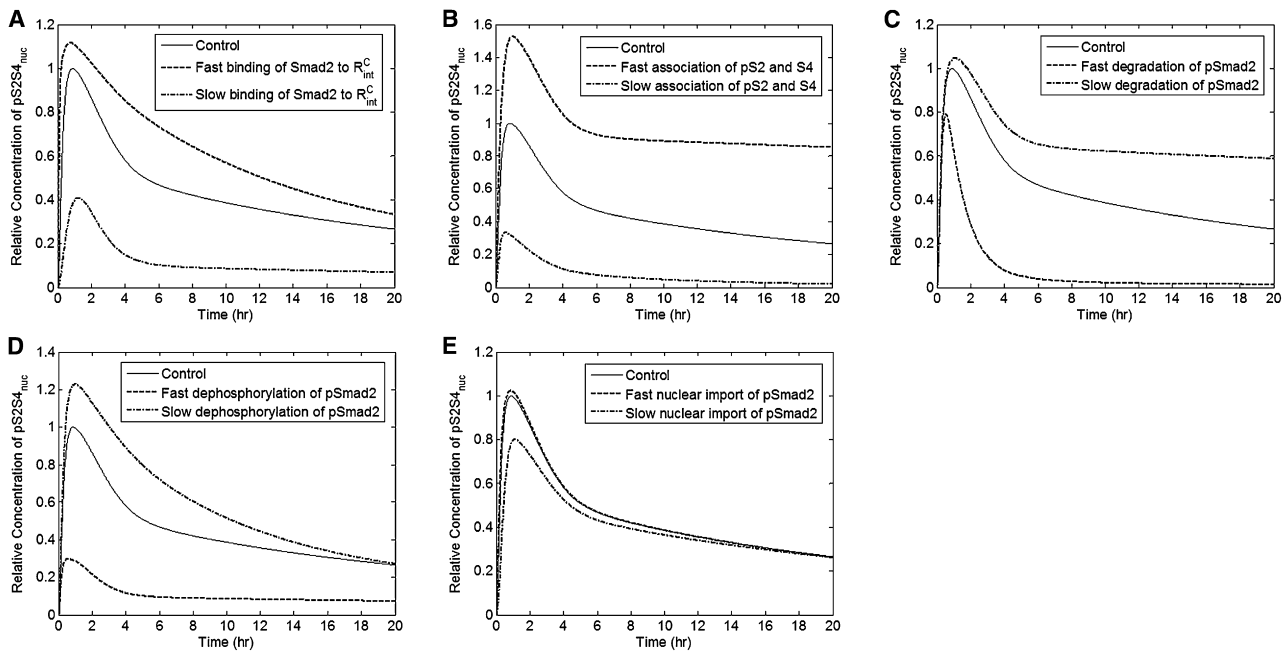 A
Relative Concentration of pS2S4nuc
1.2
1
0.8
0.6
0.4
0.2
0
Control
Fast binding of Smad2 to R^C_int
Slow binding of Smad2 to R^C_int
0 2 4 6 8 10 12 14 16 18 20
Time (hr)
B
Relative Concentration of pS2S4nuc
1.6
1.4
1.2
1
0.8
0.6
0.4
0.2
0
Control
Fast association of pS2 and S4
Slow association of pS2 and S4
0 2 4 6 8 10 12 14 16 18 20
Time (hr)
C
Relative Concentration of pS2S4nuc
1.2
1
0.8
0.6
0.4
0.2
0
Control
Fast degradation of pSmad2
Slow degradation of pSmad2
0 2 4 6 8 10 12 14 16 18 20
Time (hr)
D
Relative Concentration of pS2S4nuc
1.4
1.2
1
0.8
0.6
0.4
0.2
0
Control
Fast dephosphorylation of pSmad2
Slow dephosphorylation of pSmad2
0 2 4 6 8 10 12 14 16 18 20
Time (hr)
E
Relative Concentration of pS2S4nuc
1.2
1
0.8
0.6
0.4
0.2
0
Control
Fast nuclear import of pSmad2
Slow nuclear import of pSmad2
0 2 4 6 8 10 12 14 16 18 20
Time (hr)